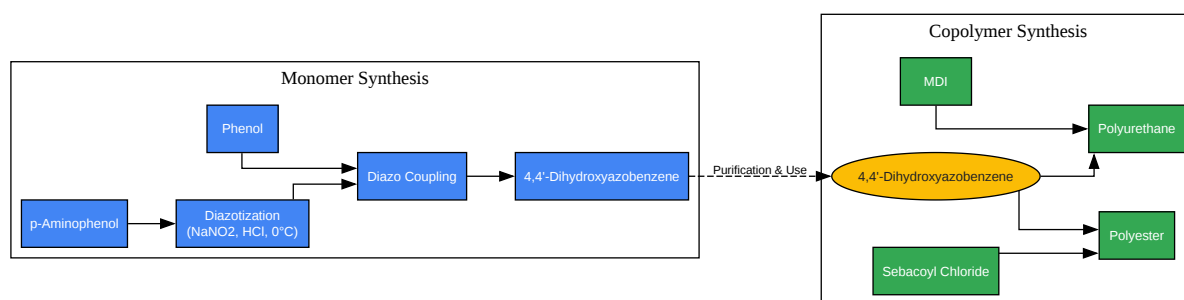 Monomer Synthesis
Phenol
p-Aminophenol
Diazotization
(NaNO2, HCl, 0°C)
Diazo Coupling
4,4'-Dihydroxyazobenzene
Purification & Use
Copolymer Synthesis
MDI
4,4'-Dihydroxyazobenzene
Sebacoyl Chloride
Polyurethane
Polyester